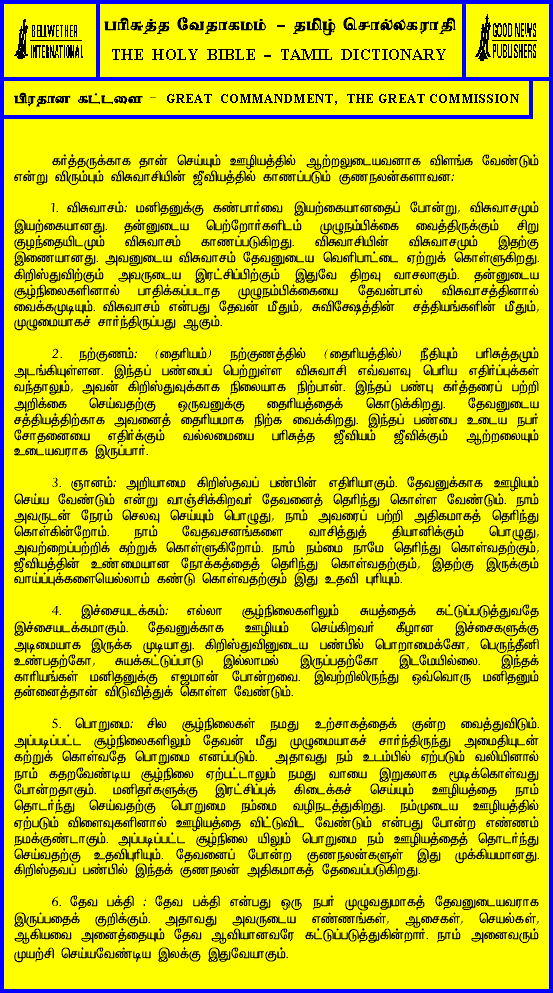 BELLWETHER
INTERNATIONAL
பரிசுத்த வேதாகமம் - தமிழ் சொல்லகராதி
THE HOLY BIBLE - TAMIL DICTIONARY
GOOD NEWS
PUBLISHERS
பிரதான கட்டளை - GREAT COMMANDMENT, THE GREAT COMMISSION
கர்த்தருக்காக தான் செய்யும் ஊழியத்தில் ஆற்றலுடையவனாக விளங்க வேண்டும்
என்று விரும்பும் விசுவாசியின் ஜீவியத்தில் காணப்படும் குணநலன்களாவன:
1. விசுவாசம்: மனிதனுக்கு கண்பார்வை இயற்கையானதைப் போன்று, விசுவாசமும்
இயற்கையானது. தன்னுடைய பெற்றோர்களிடம் முழுநம்பிக்கை வைத்திருக்கும் சிறு
குழந்தையிடமும் விசுவாசம் காணப்படுகிறது. விசுவாசியின் விசுவாசமும் இதற்கு
இணையானது. அவனுடைய விசுவாசம் தேவனுடைய வெளிபாட்டை ஏற்றுக் கொள்ளுகிறது.
கிறிஸ்துவிற்கும் அவருடைய இரட்சிப்பிற்கும் இதுவே திறவு வாசலாகும். தன்னுடைய
சூழ்நிலைகளினால் பாதிக்கப்படாத முழுநம்பிக்கையை தேவன்பால் விசுவாசத்தினால்
வைக்கமுடியும். விசுவாசம் என்பது தேவன் மீதும், சுவிசேஷத்தின் சத்தியங்களின் மீதும்,
முழுமையாகச் சார்ந்திருப்பது ஆகும்.
2. நற்குணம்: (தைரியம்) நற்குணத்தில் (தைரியத்தில்) நீதியும் பரிசுத்தமும்
அடங்கியுள்ளன. இந்தப் பண்பைப் பெற்றுள்ள விசுவாசி எவ்வளவு பெரிய எதிர்ப்புக்கள்
வந்தாலும், அவன் கிறிஸ்துவுக்காக நிலையாக நிற்பான். இந்தப் பண்பு கர்த்தரைப் பற்றி
அறிக்கை செய்வதற்கு ஒருவனுக்கு தைரியத்தைக் கொடுக்கிறது. தேவனுடைய
சத்தியத்திற்காக அவனைத் தைரியமாக நிற்க வைக்கிறது. இந்தப் பண்பை உடைய நபர்
சோதனையை எதிர்க்கும் வல்லமையை பரிசுத்த ஜீவியம் ஜீவிக்கும் ஆற்றலையும்
உடையவராக இருப்பார்.
3. ஞானம்: அறியாமை கிறிஸ்தவப் பண்பின் எதிரியாகும். தேவனுக்காக ஊழியம்
செய்ய வேண்டும் என்று வாஞ்சிக்கிறவர் தேவனைத் தெரிந்து கொள்ள வேண்டும். நாம்
அவருடன் நேரம் செலவு செய்யும் பொழுது, நாம் அவரைப் பற்றி அதிகமாகத் தெரிந்து
கொள்கின்றோம். நாம் வேதவசனங்களை வாசித்துத் தியானிக்கும் பொழுது,
அவற்றைப்பற்றிக் கற்றுக் கொள்ளுகிறோம். நாம் நம்மை நாமே தெரிந்து கொள்வதற்கும்,
ஜீவியத்தின் உண்மையான நோக்கத்தைத் தெரிந்து கொள்வதற்கும், இதற்கு இருக்கும்
வாய்ப்புக்களையெல்லாம் கண்டு கொள்வதற்கும் இது உதவி புரியும்.
4. இச்சையடக்கம்: எல்லா சூழ்நிலைகளிலும் சுயத்தைக் கட்டுப்படுத்துவதே
இச்சையடக்கமாகும். தேவனுக்காக ஊழியம் செய்கிறவர் கீழான இச்சைகளுக்கு
அடிமையாக இருக்க முடியாது. கிறிஸ்துவினுடைய பண்பில் பொறாமைக்கோ, பெருந்தீனி
உண்பதற்கோ, சுயக்கட்டுப்பாடு இல்லாமல் இருப்பதற்கோ இடமேயில்லை. இந்தக்
காரியங்கள் மனிதனுக்கு எஜமான் போன்றவை. இவற்றிலிருந்து ஒவ்வொரு மனிதனும்
தன்னைத்தான் விடுவித்துக் கொள்ள வேண்டும்.
5. பொறுமை: சில சூழ்நிலைகள் நமது உற்சாகத்தைக் குன்ற வைத்துவிடும்.
அப்படிப்பட்ட சூழ்நிலைகளிலும் தேவன் மீது முழுமையாகச் சார்ந்திருந்து அமைதியுடன்
கற்றுக் கொள்வதே பொறுமை எனப்படும். அதாவது நம் உடம்பில் ஏற்படும் வலியினால்
நாம் கதறவேண்டிய சூழ்நிலை ஏற்பட்டாலும் நமது வாயை இறுகலாக மூடிக்கொள்வது
போன்றதாகும். மனிதர்களுக்கு இரட்சிப்புக் கிடைக்கச் செய்யும் ஊழியத்தை நாம்
தொடர்ந்து செய்வதற்கு பொறுமை நம்மை வழிநடத்துகிறது. நம்முடைய ஊழியத்தில்
ஏற்படும் விளைவுகளினால் ஊழியத்தை விட்டுவிட வேண்டும் என்பது போன்ற எண்ணம்
நமக்குண்டாகும். அப்படிப்பட்ட சூழ்நிலை யிலும் பொறுமை நம் ஊழியத்தைத் தொடர்ந்து
செய்வதற்கு உதவிபுரியும். தேவனைப் போன்ற குணநலன்களுள் இது முக்கியமானது.
கிறிஸ்தவப் பண்பில் இந்தக் குணநலன் அதிகமாகத் தேவைப்படுகிறது.
6. தேவ பக்தி : தேவ பக்தி என்பது ஒரு நபர் முழுவதுமாகத் தேவனுடையவராக
இருப்பதைக் குறிக்கும். அதாவது அவருடைய எண்ணங்கள், ஆசைகள், செயல்கள்,
ஆகியவை அனைத்தையும் தேவ ஆவியானவரே கட்டுப்படுத்துகின்றார். நாம் அனைவரும்
முயற்சி செய்யவேண்டிய இலக்கு இதுவேயாகும்.